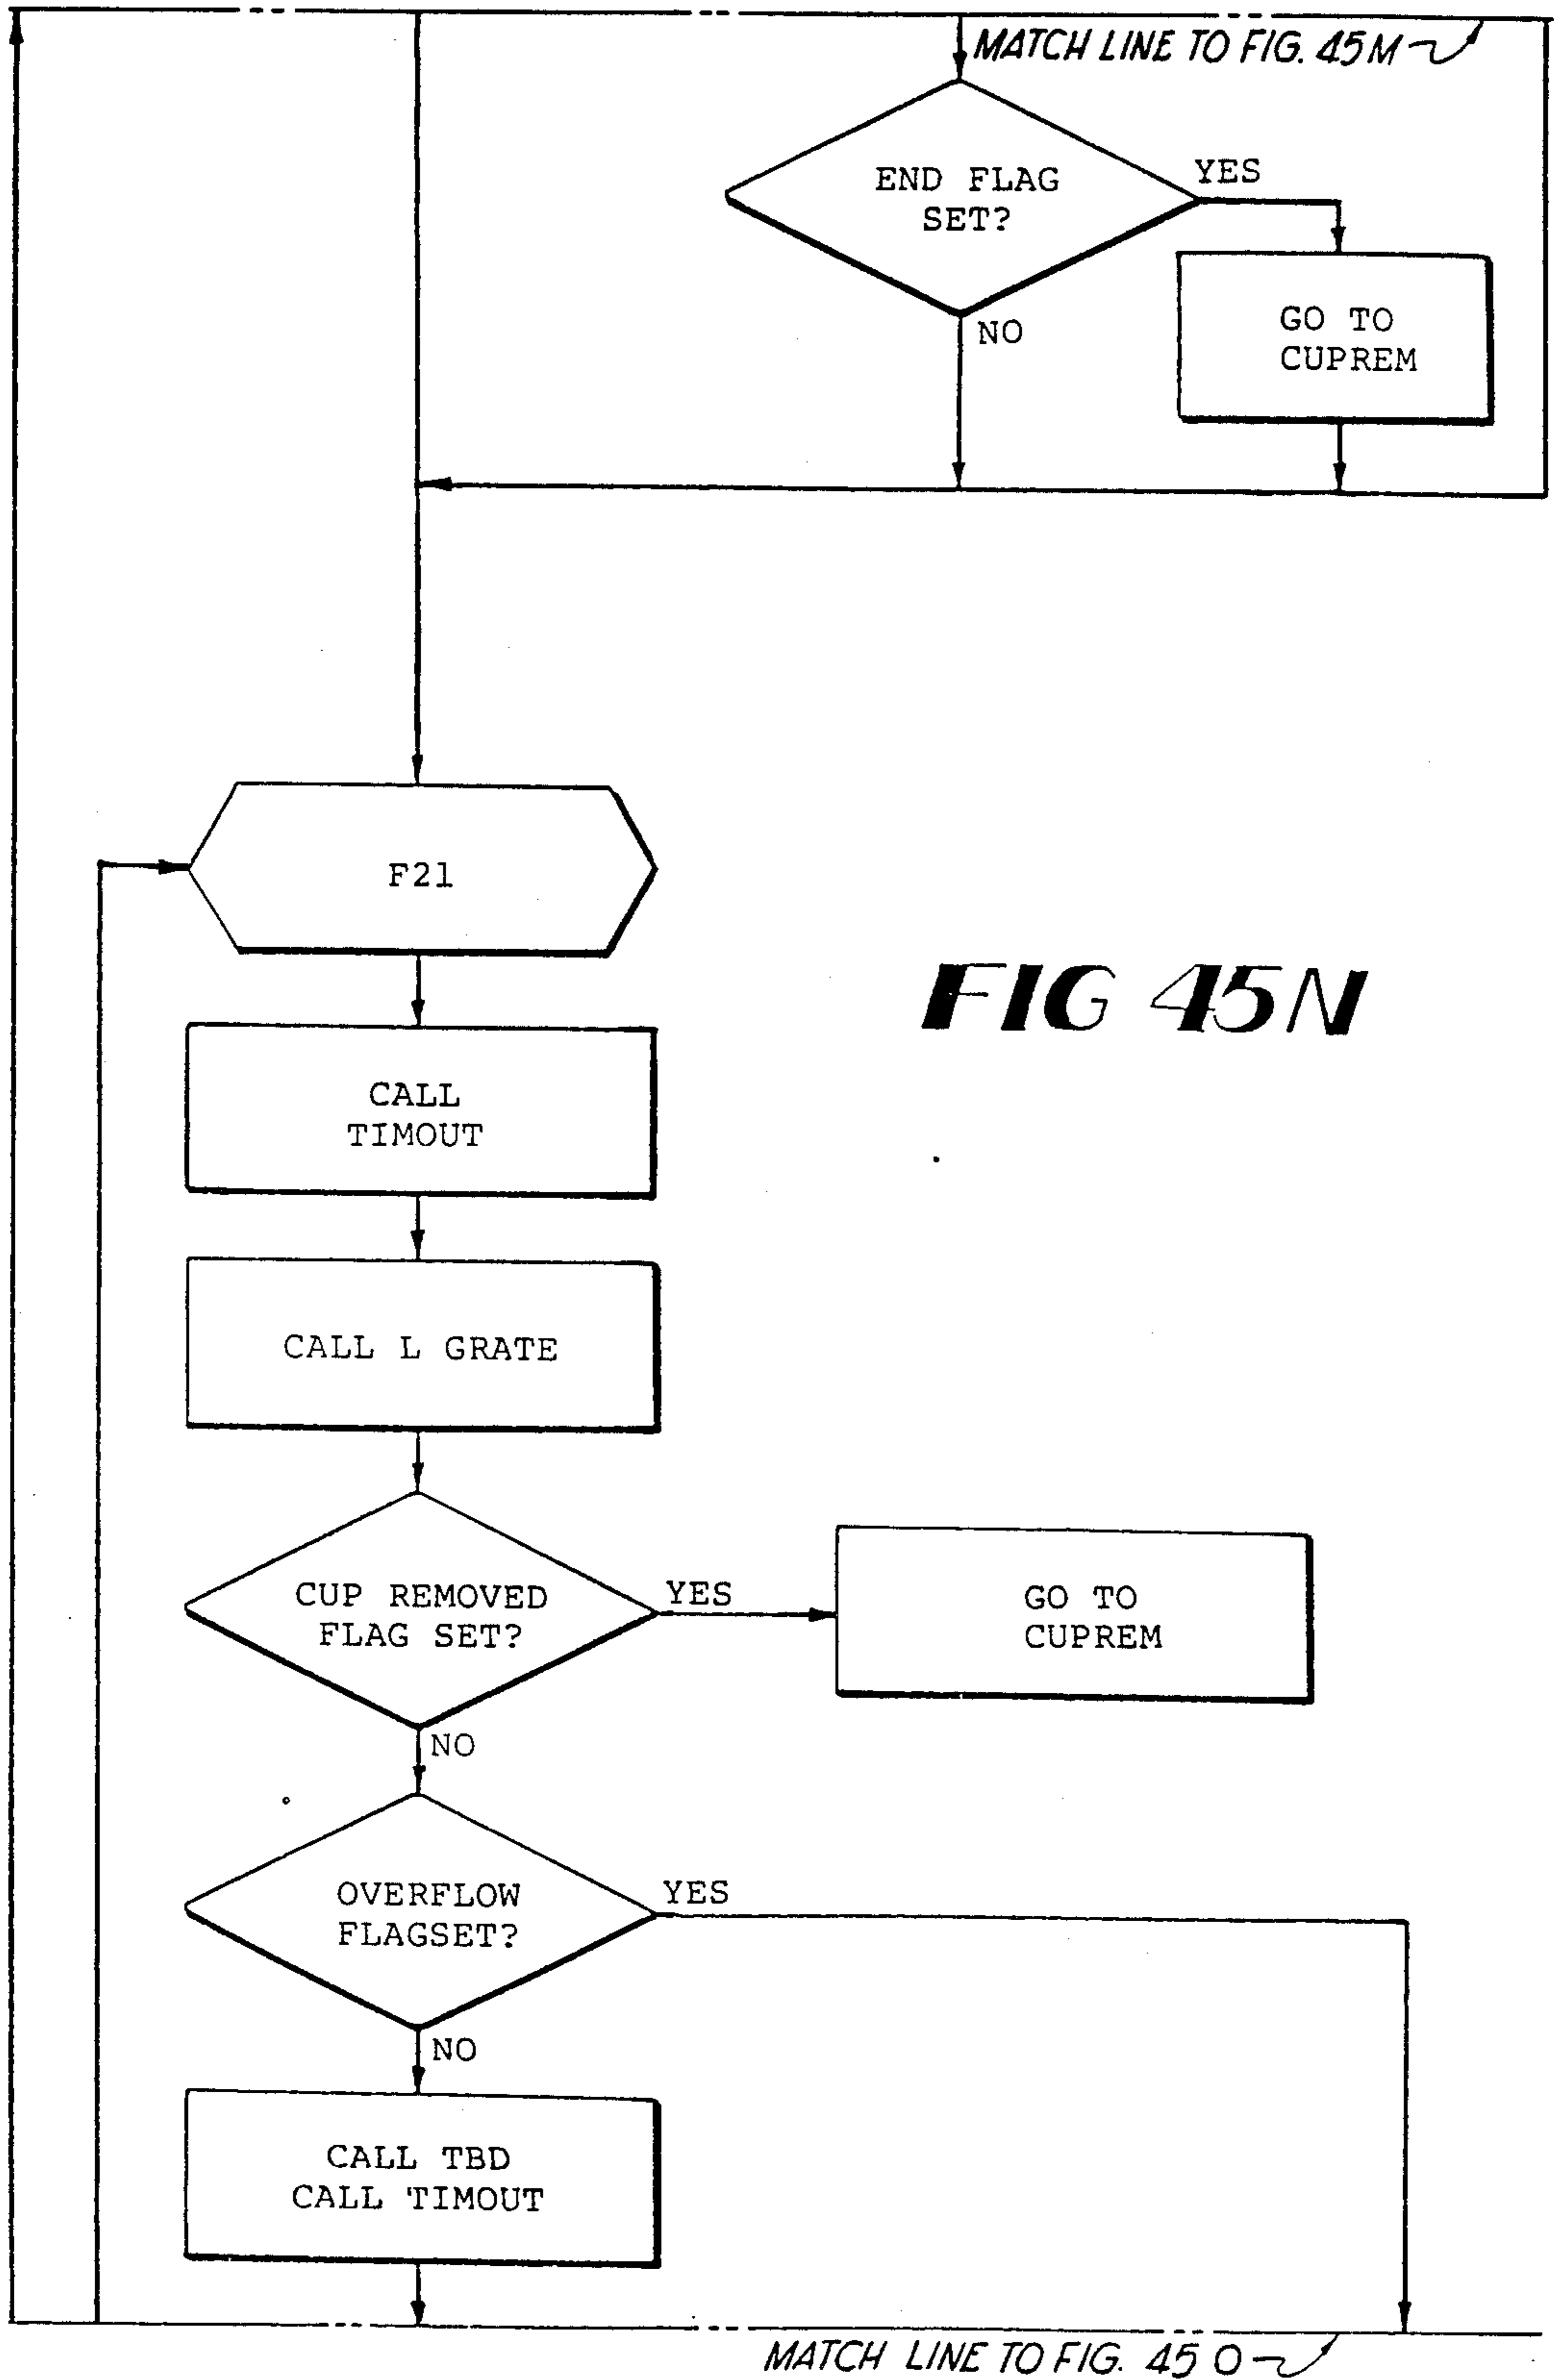 MATCH LINE TO FIG. 45M
END FLAG
SET?
YES
NO
GO TO
CUPREM
F21
FIG 45N
CALL
TIMOUT
CALL L GRATE
CUP REMOVED
FLAG SET?
YES
GO TO
CUPREM
NO
OVERFLOW
FLAGSET?
YES
NO
CALL TBD
CALL TIMOUT
MATCH LINE TO FIG. 45 O